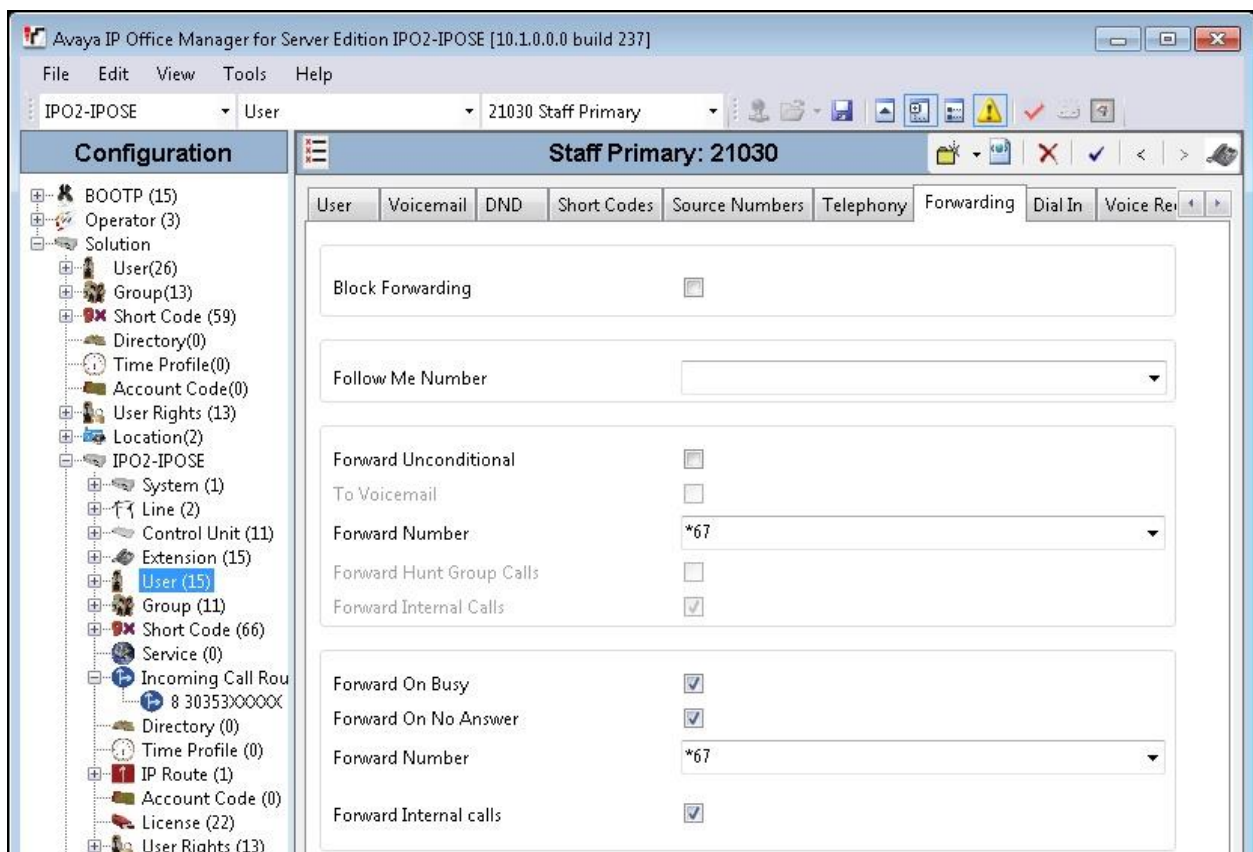 Avaya IP Office Manager for Server Edition IPO2-IPOSE [10.1.0.0.0 build 237]
File Edit View Tools Help
IPO2-IPOSE User 21030 Staff Primary
Configuration
Staff Primary: 21030
BOOTP (15)
Operator (3)
Solution
User(26)
Group(13)
Short Code (59)
Directory(0)
Time Profile(0)
Account Code(0)
User Rights (13)
Location(2)
IPO2-IPOSE
System (1)
Line (2)
Control Unit (11)
Extension (15)
User (15)
Group (11)
Short Code (66)
Service (0)
Incoming Call Rou
8 30353XXXXX
Directory (0)
Time Profile (0)
IP Route (1)
Account Code (0)
License (22)
User Rights (13)
User Voicemail DND Short Codes Source Numbers Telephony Forwarding Dial In Voice Rec
Block Forwarding
Follow Me Number
Forward Unconditional
To Voicemail
Forward Number *67
Forward Hunt Group Calls
Forward Internal Calls
Forward On Busy
Forward On No Answer
Forward Number *67
Forward Internal calls